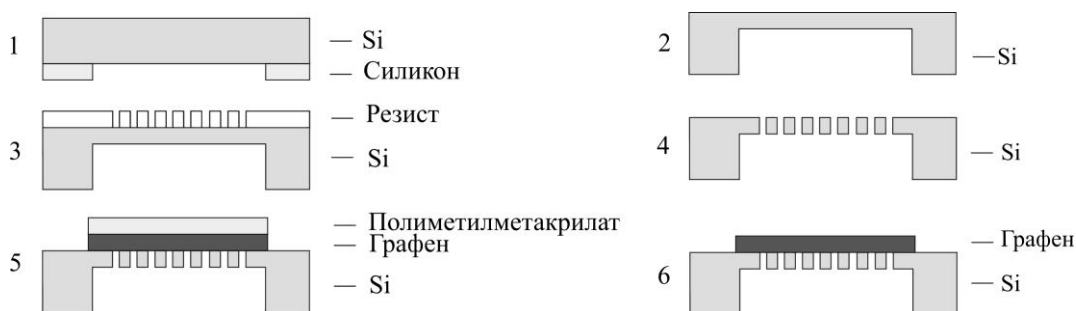 1
Si
Силикон
2
Si
3
Резист
Si
4
Si
5
Полиметилметакрилат
Графен
Si
6
Графен
Si